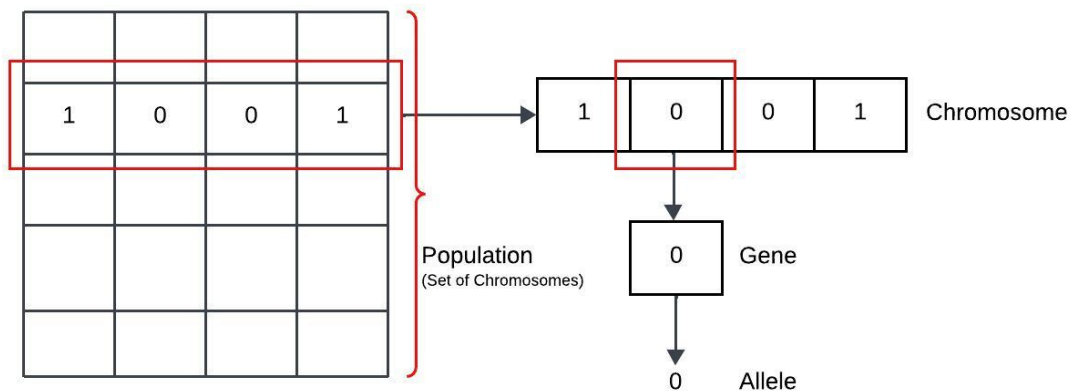 1 0 0 1
1 0 0 1 Chromosome
Population
(Set of Chromosomes)
0 Gene
0 Allele